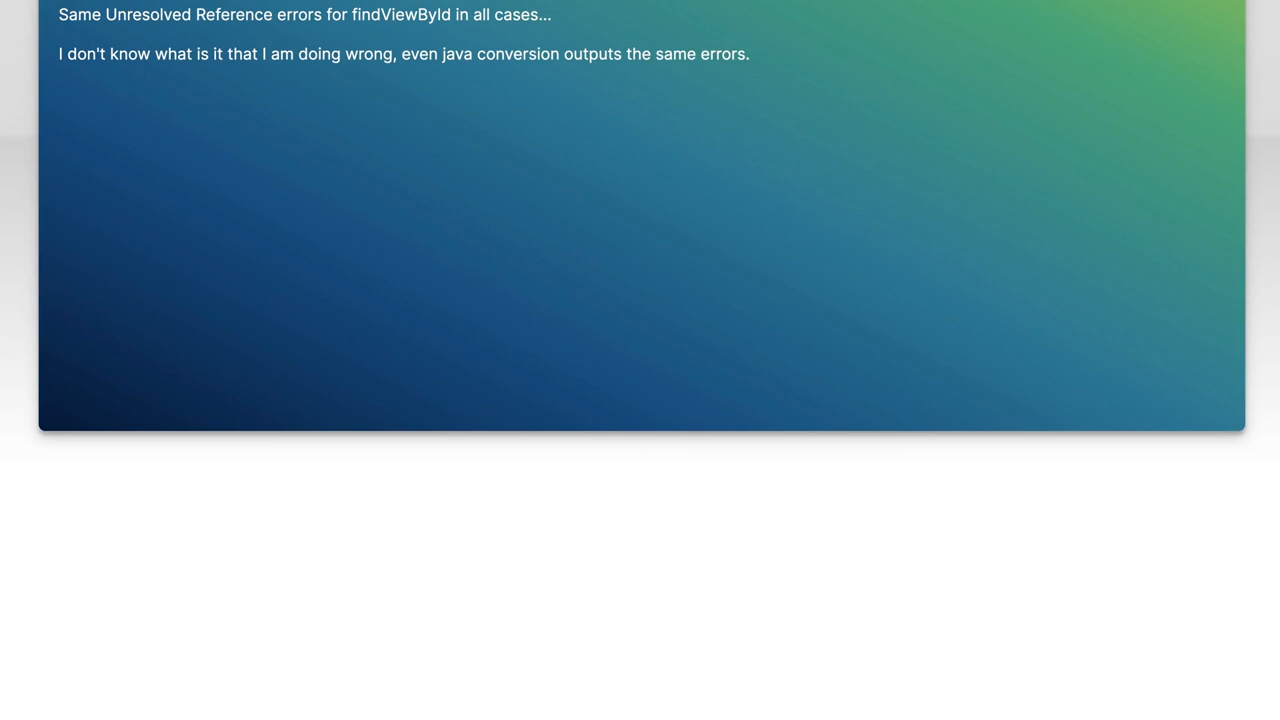 Same Unresolved Reference errors for findViewById in all cases...
I don't know what is it that I am doing wrong, even java conversion outputs the same errors.